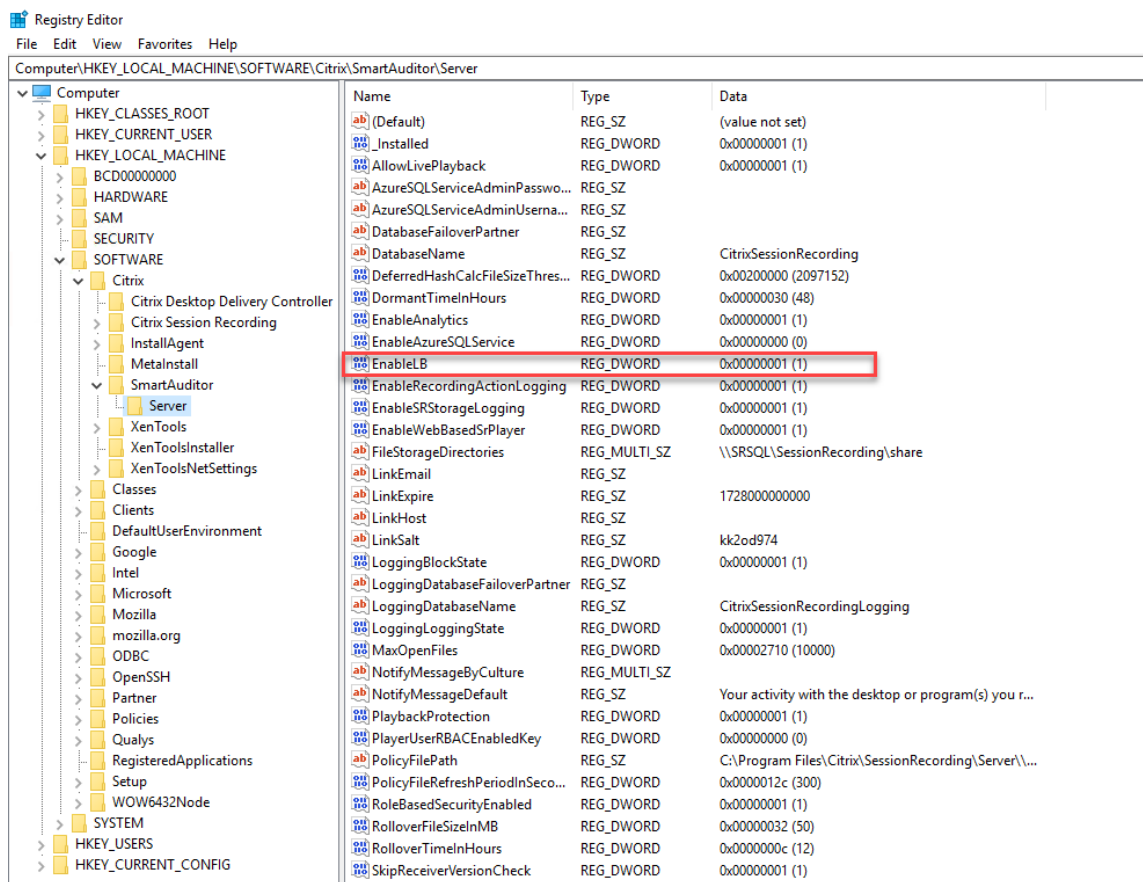 Registry Editor
File Edit View Favorites Help
Computer\HKEY_LOCAL_MACHINE\SOFTWARE\Citrix\SmartAuditor\Server
Computer
HKEY_CLASSES_ROOT
HKEY_CURRENT_USER
HKEY_LOCAL_MACHINE
BCD00000000
HARDWARE
SAM
SECURITY
SOFTWARE
Citrix
Citrix Desktop Delivery Controller
Citrix Session Recording
InstallAgent
MetaInstall
SmartAuditor
Server
XenTools
XenToolsInstaller
XenToolsNetSettings
Classes
Clients
DefaultUserEnvironment
Google
Intel
Microsoft
Mozilla
mozilla.org
ODBC
OpenSSH
Partner
Policies
Qualys
RegisteredApplications
Setup
WOW6432Node
SYSTEM
HKEY_USERS
HKEY_CURRENT_CONFIG
Name Type Data
(Default) REG_SZ (value not set)
_Installed REG_DWORD 0x00000001 (1)
AllowLivePlayback REG_DWORD 0x00000001 (1)
AzureSQLServiceAdminPasswo... REG_SZ
AzureSQLServiceAdminUserna... REG_SZ
DatabaseFailoverPartner REG_SZ
DatabaseName REG_SZ CitrixSessionRecording
DeferredHashCalcFileSizeThres... REG_DWORD 0x00200000 (2097152)
DormantTimeInHours REG_DWORD 0x00000030 (48)
EnableAnalytics REG_DWORD 0x00000001 (1)
EnableAzureSQLService REG_DWORD 0x00000000 (0)
EnableLB REG_DWORD 0x00000001 (1)
EnableRecordingActionLogging REG_DWORD 0x00000001 (1)
EnableSRStorageLogging REG_DWORD 0x00000001 (1)
EnableWebBasedSrPlayer REG_DWORD 0x00000001 (1)
FileStorageDirectories REG_MULTI_SZ \\SRSQL\SessionRecording\share
LinkEmail REG_SZ
LinkExpire REG_SZ 1728000000000
LinkHost REG_SZ
LinkSalt REG_SZ kk2od974
LoggingBlockState REG_DWORD 0x00000001 (1)
LoggingDatabaseFailoverPartner REG_SZ
LoggingDatabaseName REG_SZ CitrixSessionRecordingLogging
LoggingLoggingState REG_DWORD 0x00000001 (1)
MaxOpenFiles REG_DWORD 0x00002710 (10000)
NotifyMessageByCulture REG_MULTI_SZ
NotifyMessageDefault REG_SZ Your activity with the desktop or program(s) you r...
PlaybackProtection REG_DWORD 0x00000001 (1)
PlayerUserRBACEnabledKey REG_DWORD 0x00000000 (0)
PolicyFilePath REG_SZ C:\Program Files\Citrix\SessionRecording\Server\\...
PolicyFileRefreshPeriodInSeco... REG_DWORD 0x0000012c (300)
RoleBasedSecurityEnabled REG_DWORD 0x00000001 (1)
RolloverFileSizeInMB REG_DWORD 0x00000032 (50)
RolloverTimeInHours REG_DWORD 0x0000000c (12)
SkipReceiverVersionCheck REG_DWORD 0x00000001 (1)